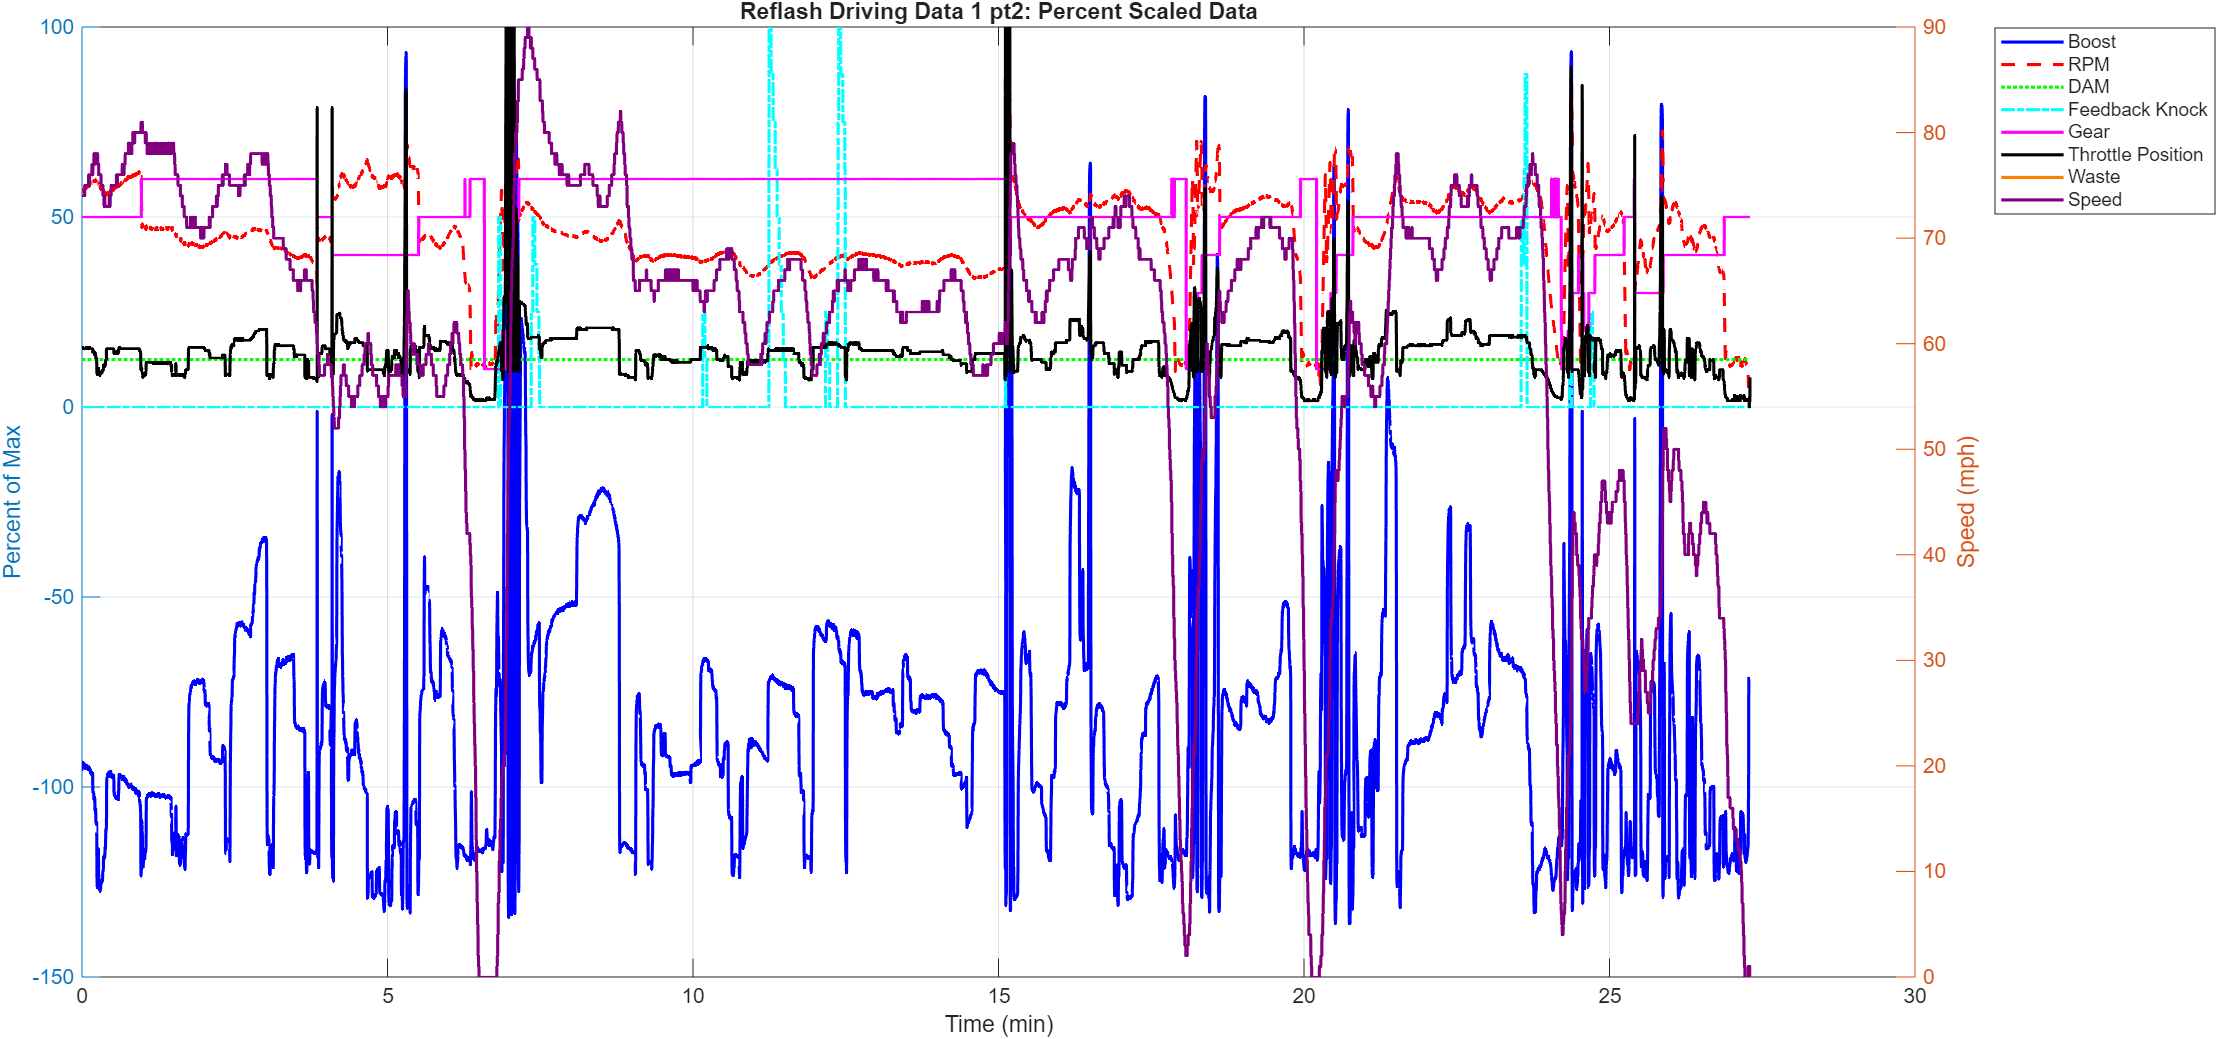 Reflash Driving Data 1 pt2: Percent Scaled Data
100
50
0
-50
-100
-150
Percent of Max
0
5
10
15
20
25
30
Time (min)
90
80
70
60
50
40
30
20
10
0
Speed (mph)
Boost
RPM
DAM
Feedback Knock
Gear
Throttle Position
Waste
Speed